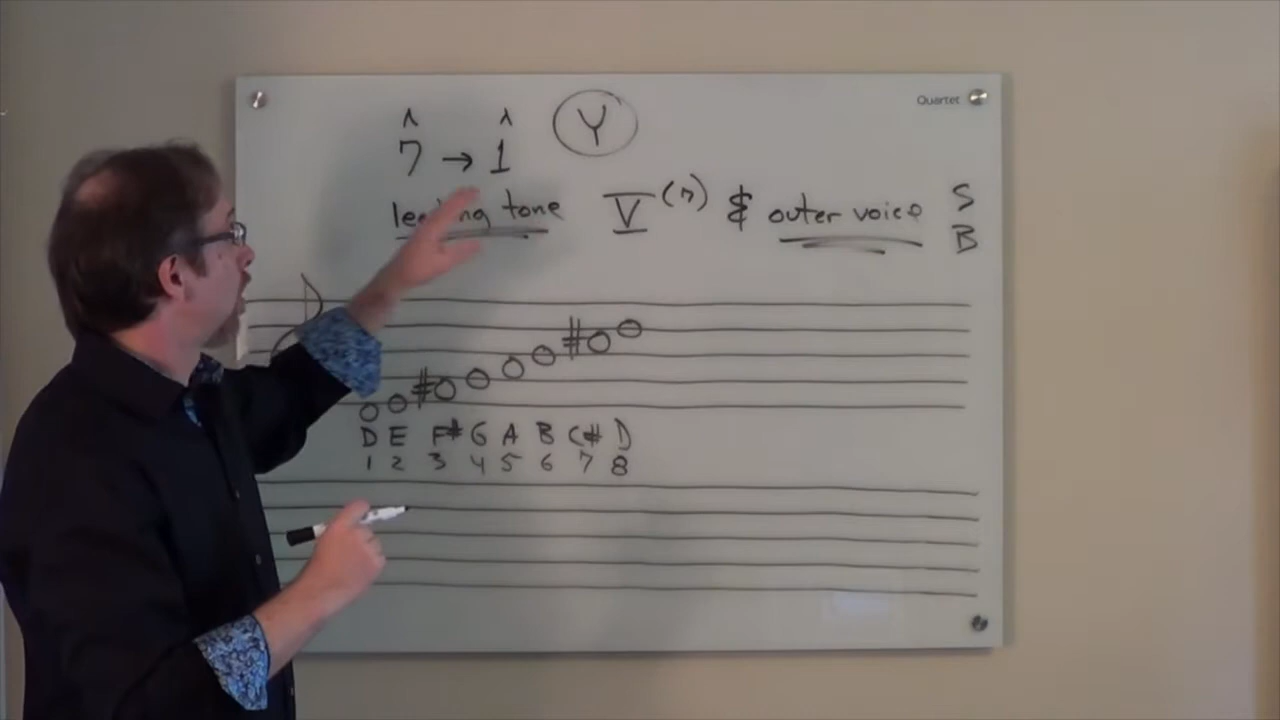 Quartet
^ ^
7 → 1 Y
leading tone V(7) & outer voice S
B
# #
D E F# G A B C# D
1 2 3 4 5 6 7 8